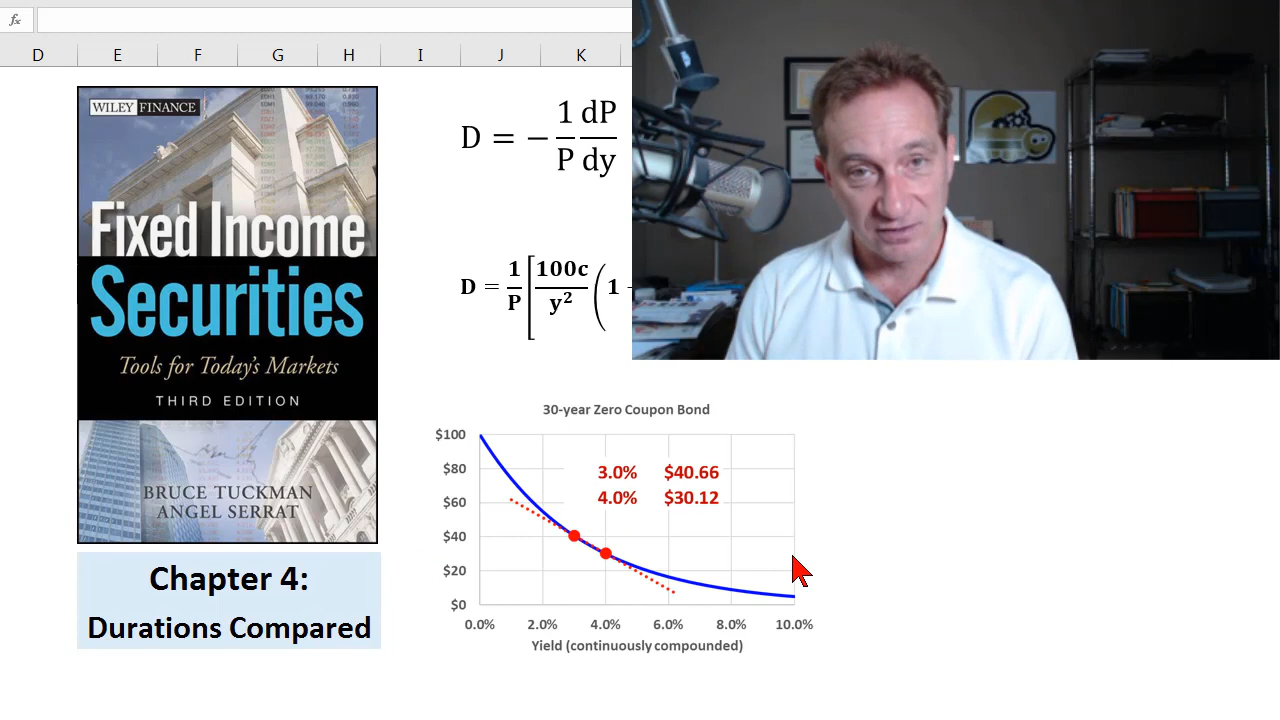 fx
D E F G H I J K
WILEY FINANCE
Fixed Income
Securities
Tools for Today's Markets
THIRD EDITION
BRUCE TUCKMAN
ANGEL SERRAT
Chapter 4:
Durations Compared
D = − 1/P dP/dy
D = 1/P [ 100c/y² ( 1 -
30-year Zero Coupon Bond
$100
$80
$60
$40
$20
$0
3.0% $40.66
4.0% $30.12
0.0% 2.0% 4.0% 6.0% 8.0% 10.0%
Yield (continuously compounded)